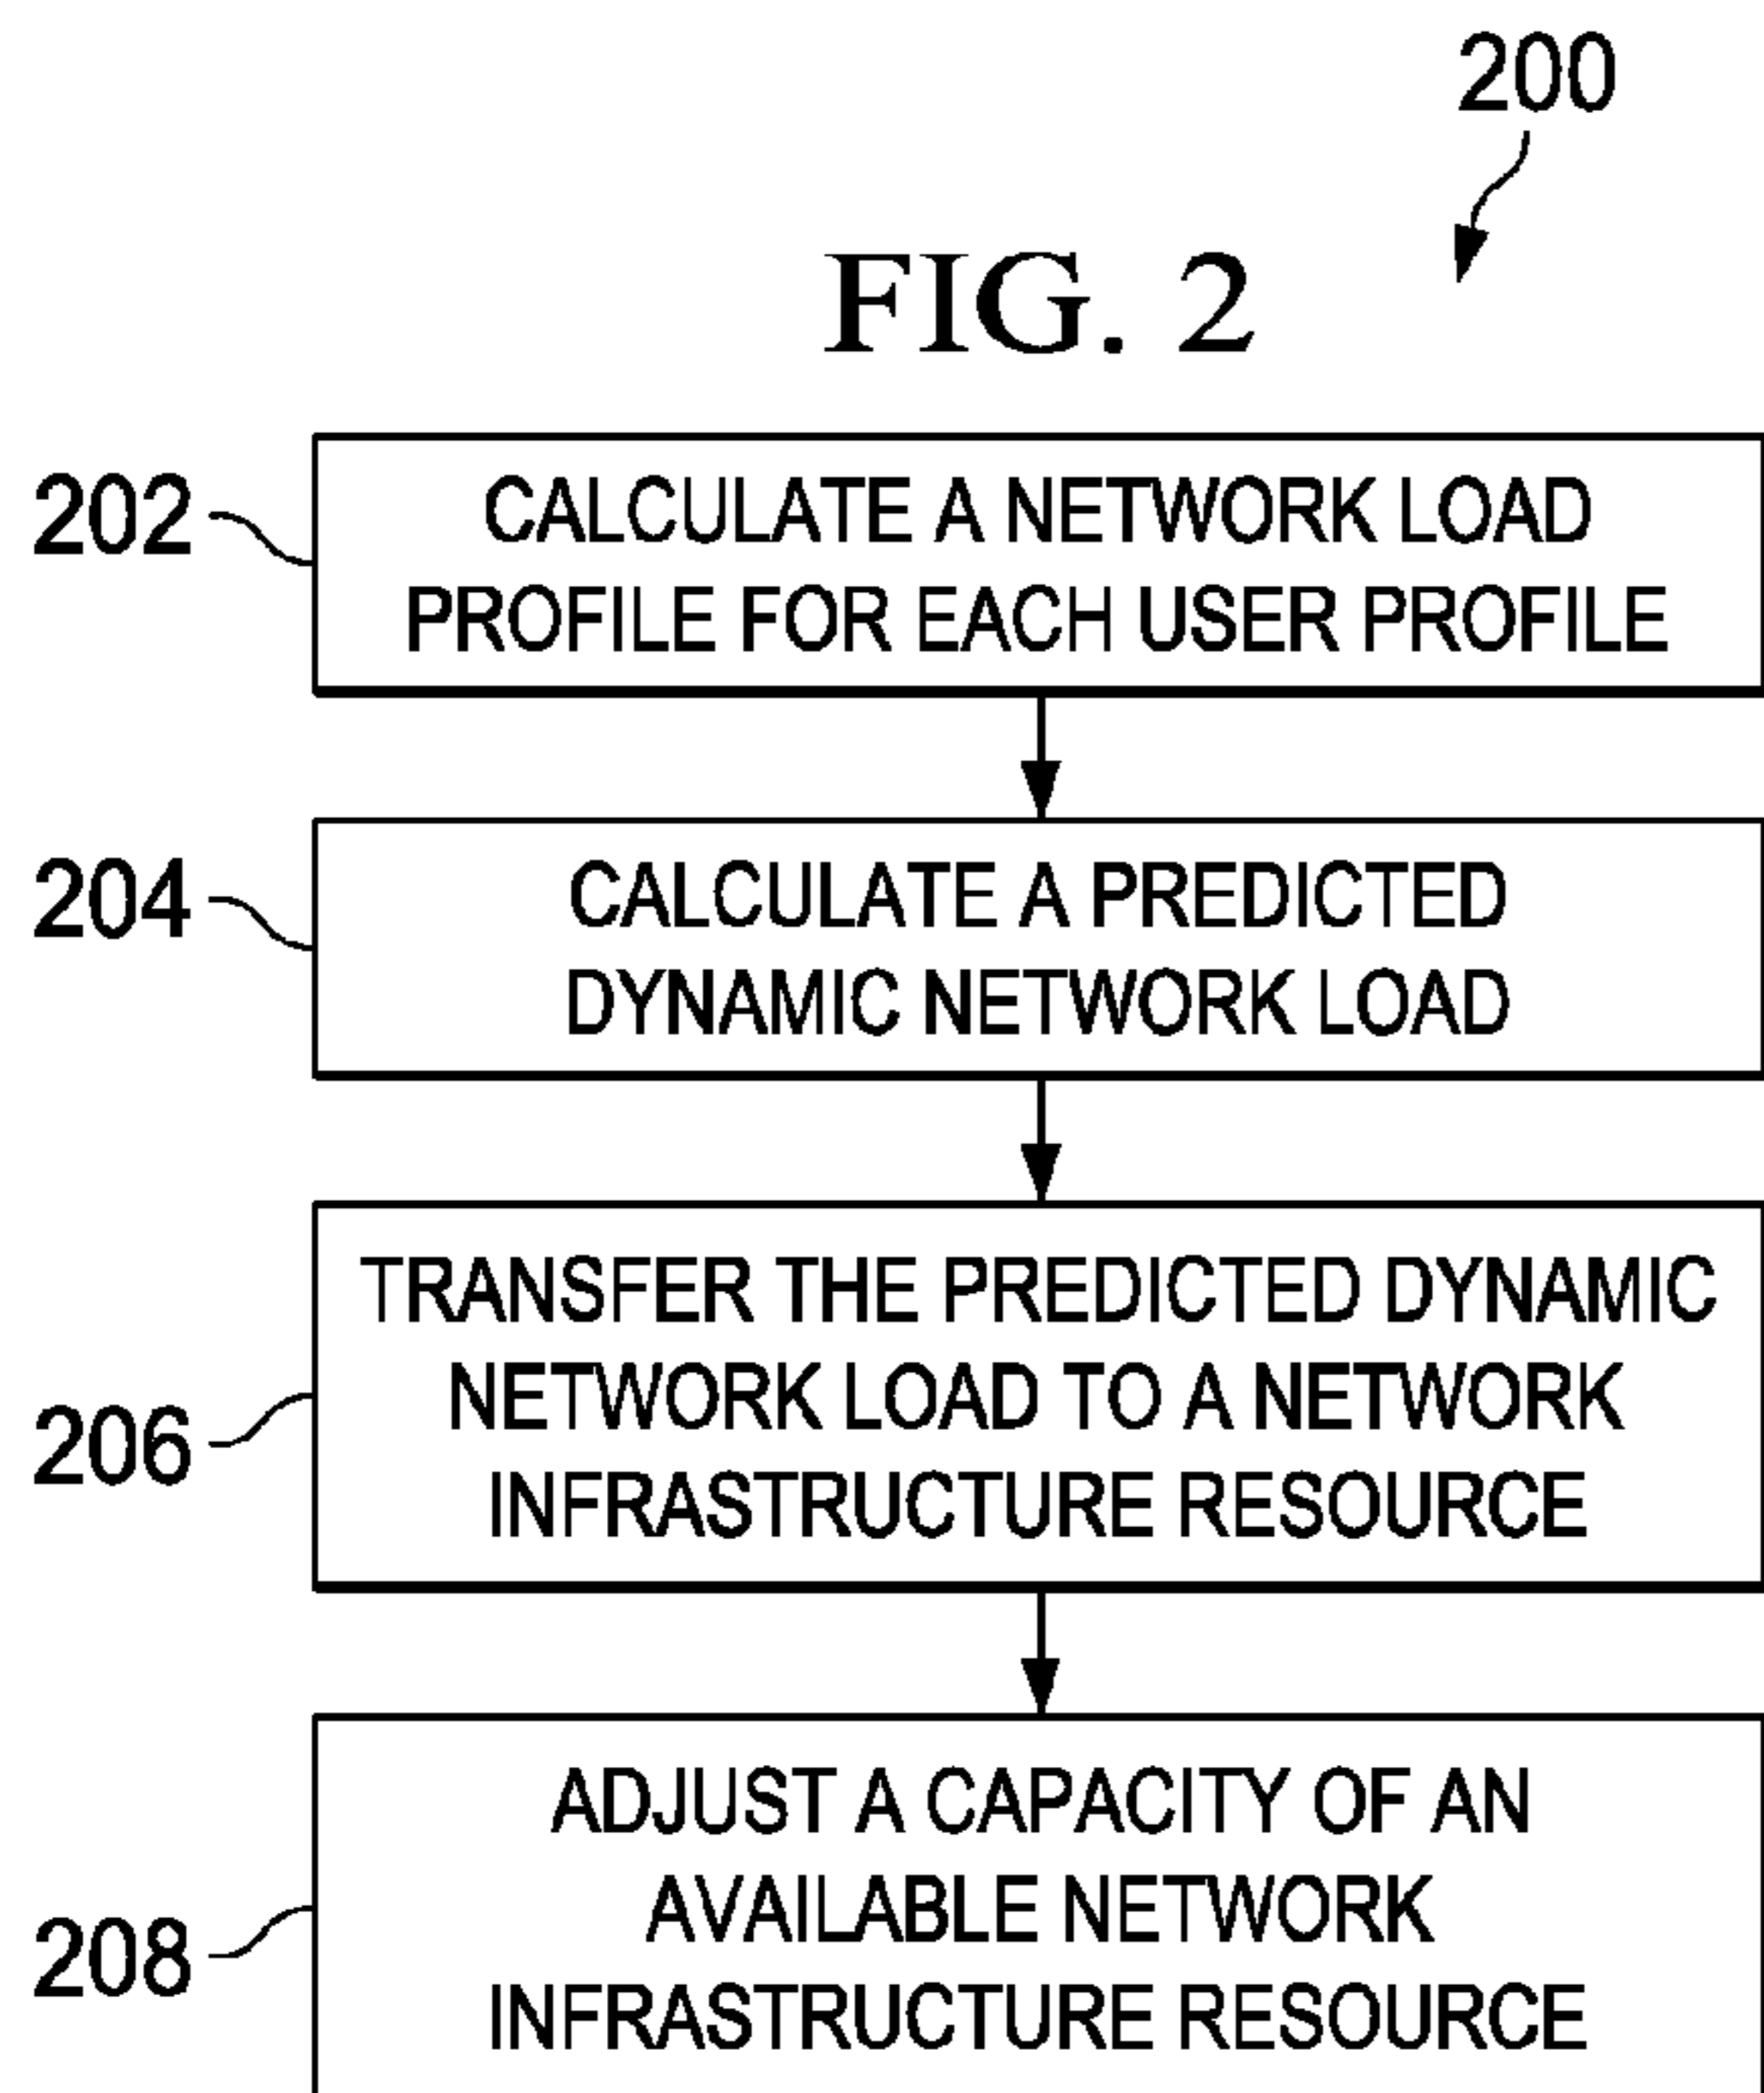 200
FIG. 2
202
CALCULATE A NETWORK LOAD
PROFILE FOR EACH USER PROFILE
204
CALCULATE A PREDICTED
DYNAMIC NETWORK LOAD
206
TRANSFER THE PREDICTED DYNAMIC
NETWORK LOAD TO A NETWORK
INFRASTRUCTURE RESOURCE
208
ADJUST A CAPACITY OF AN
AVAILABLE NETWORK
INFRASTRUCTURE RESOURCE